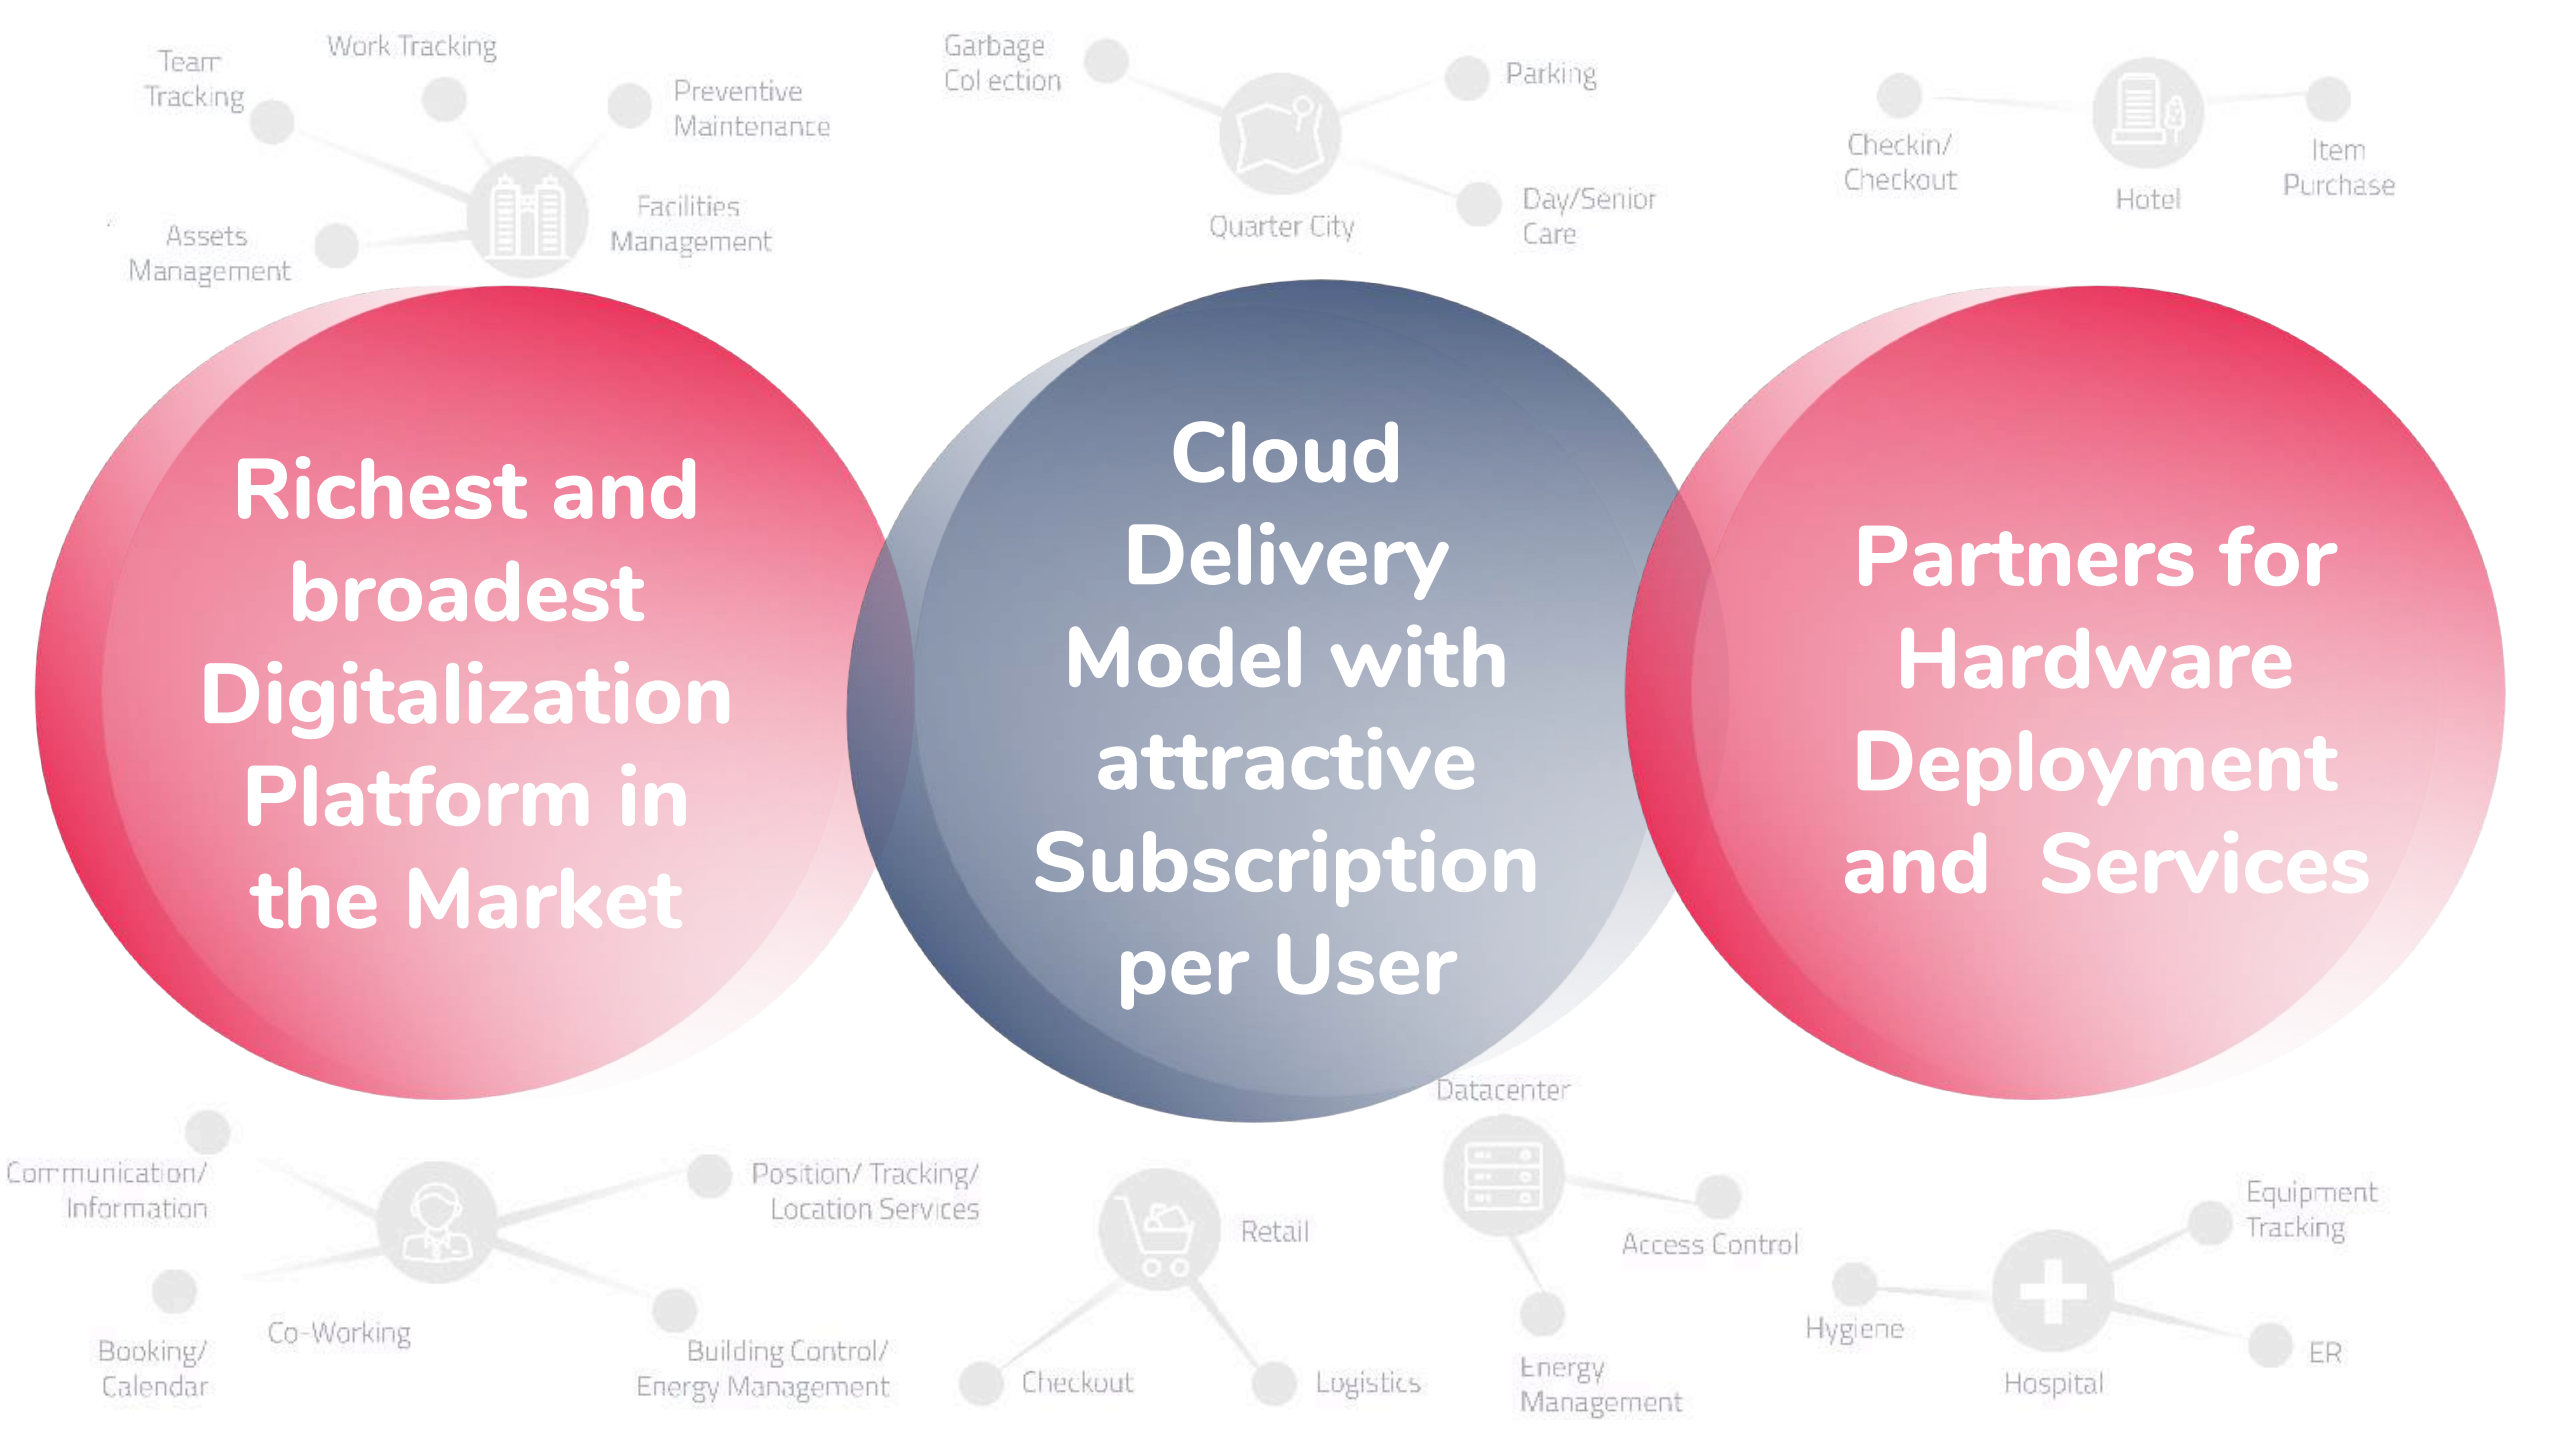 Team
Tracking
Work Tracking
Preventive
Maintenance
Facilities
Management
Assets
Management
Garbage
Collection
Parking
Quarter City
Day/Senior
Care
Checkin/
Checkout
Hotel
Item
Purchase
Richest and
broadest
Digitalization
Platform in
the Market
Cloud
Delivery
Model with
attractive
Subscription
per User
Partners for
Hardware
Deployment
and Services
Communication/
Information
Position/ Tracking/
Location Services
Booking/
Calendar
Co-Working
Building Control/
Energy Management
Retail
Checkout
Logistics
Datacenter
Access Control
Energy
Management
Equipment
Tracking
Hygiene
Hospital
ER